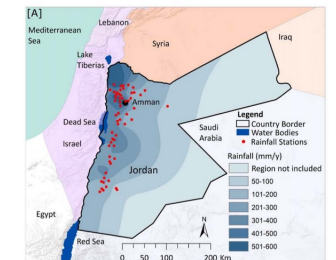 [A]
Lebanon
Mediterranean
Sea
Syria
Iraq
Lake
Tiberias
Amman
Dead Sea
Israel
Saudi
Arabia
Jordan
Egypt
Red Sea
Legend
Country Border
Water Bodies
Rainfall Stations
Rainfall (mm/y)
Region not included
50-100
101-200
201-300
301-400
401-500
501-600
N
0 50 100 200 Km